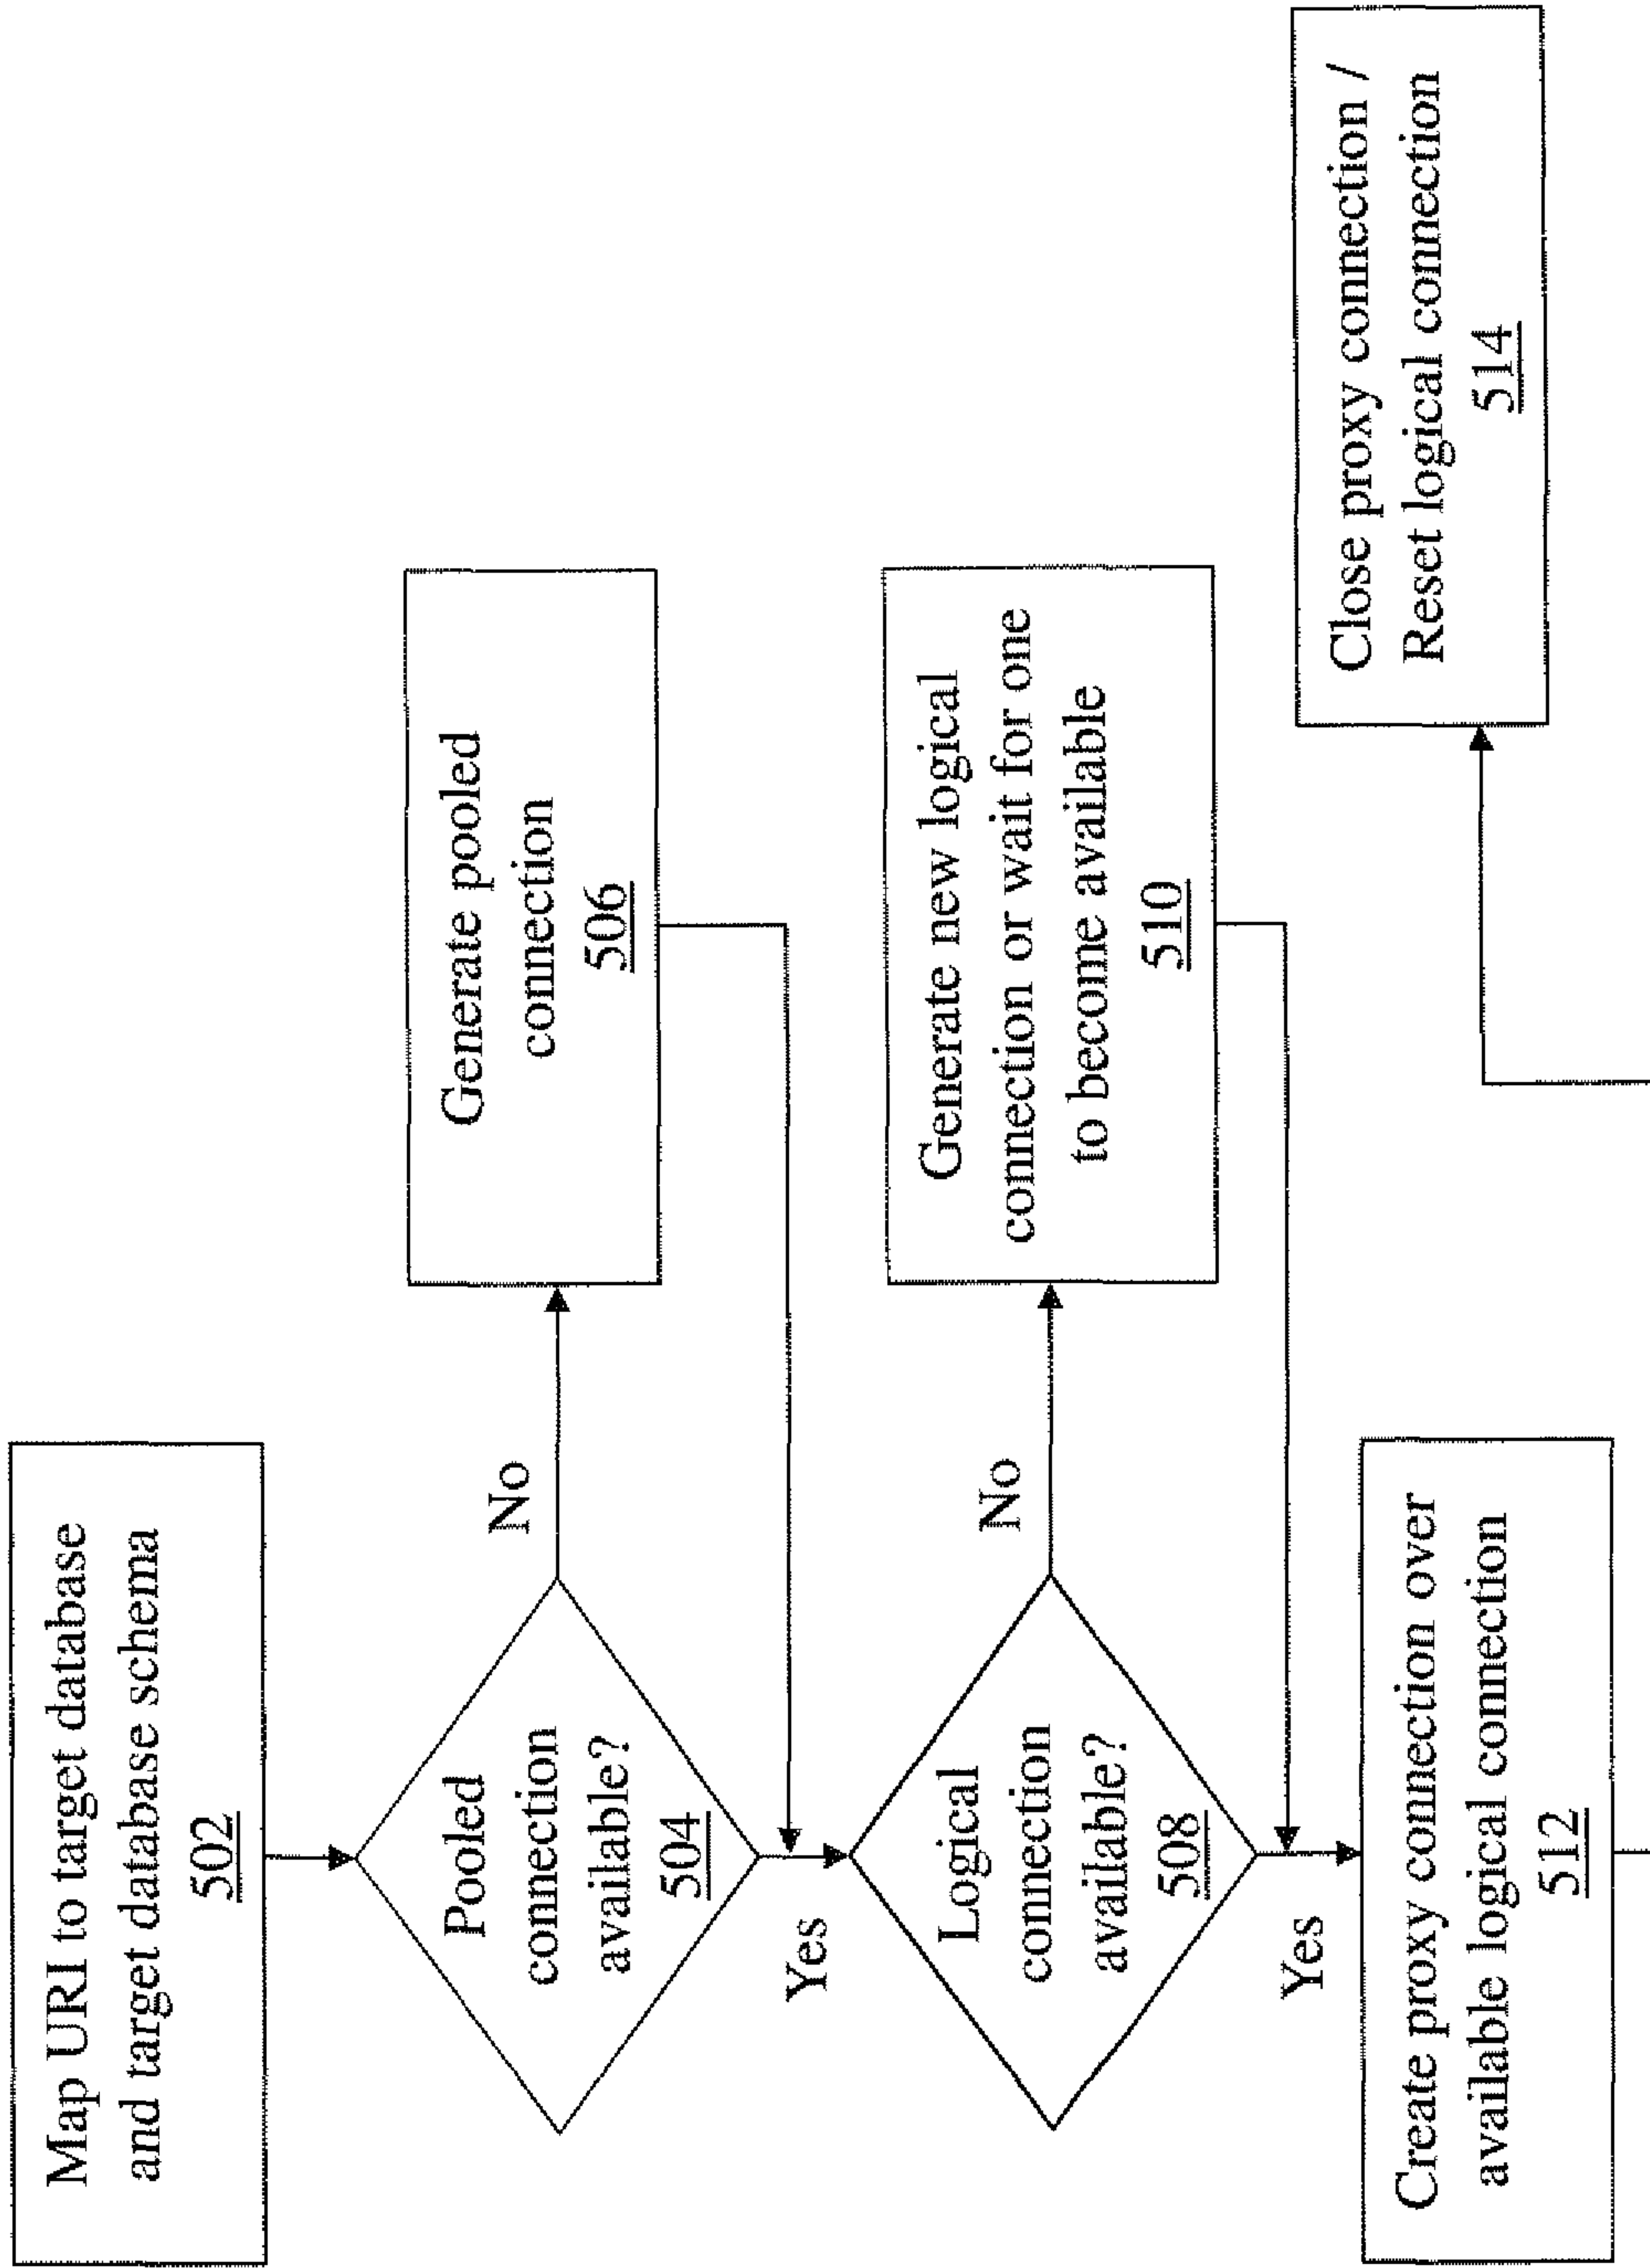 Map URI to target database
and target database schema
502
Pooled
connection
available?
504
No
Generate pooled
connection
506
Yes
Logical
connection
available?
508
No
Generate new logical
connection or wait for one
to become available
510
Yes
Create proxy connection over
available logical connection
512
Close proxy connection /
Reset logical connection
514